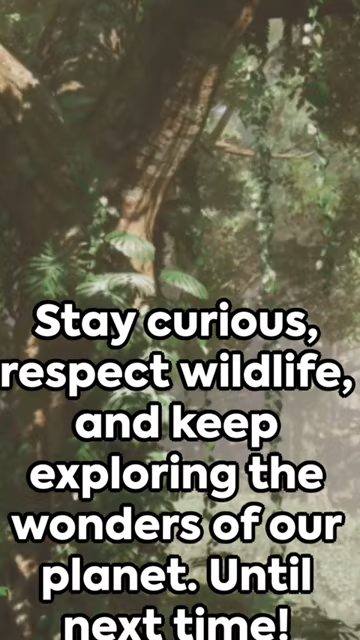 Stay curious,
respect wildlife,
and keep
exploring the
wonders of our
planet. Until
next time!